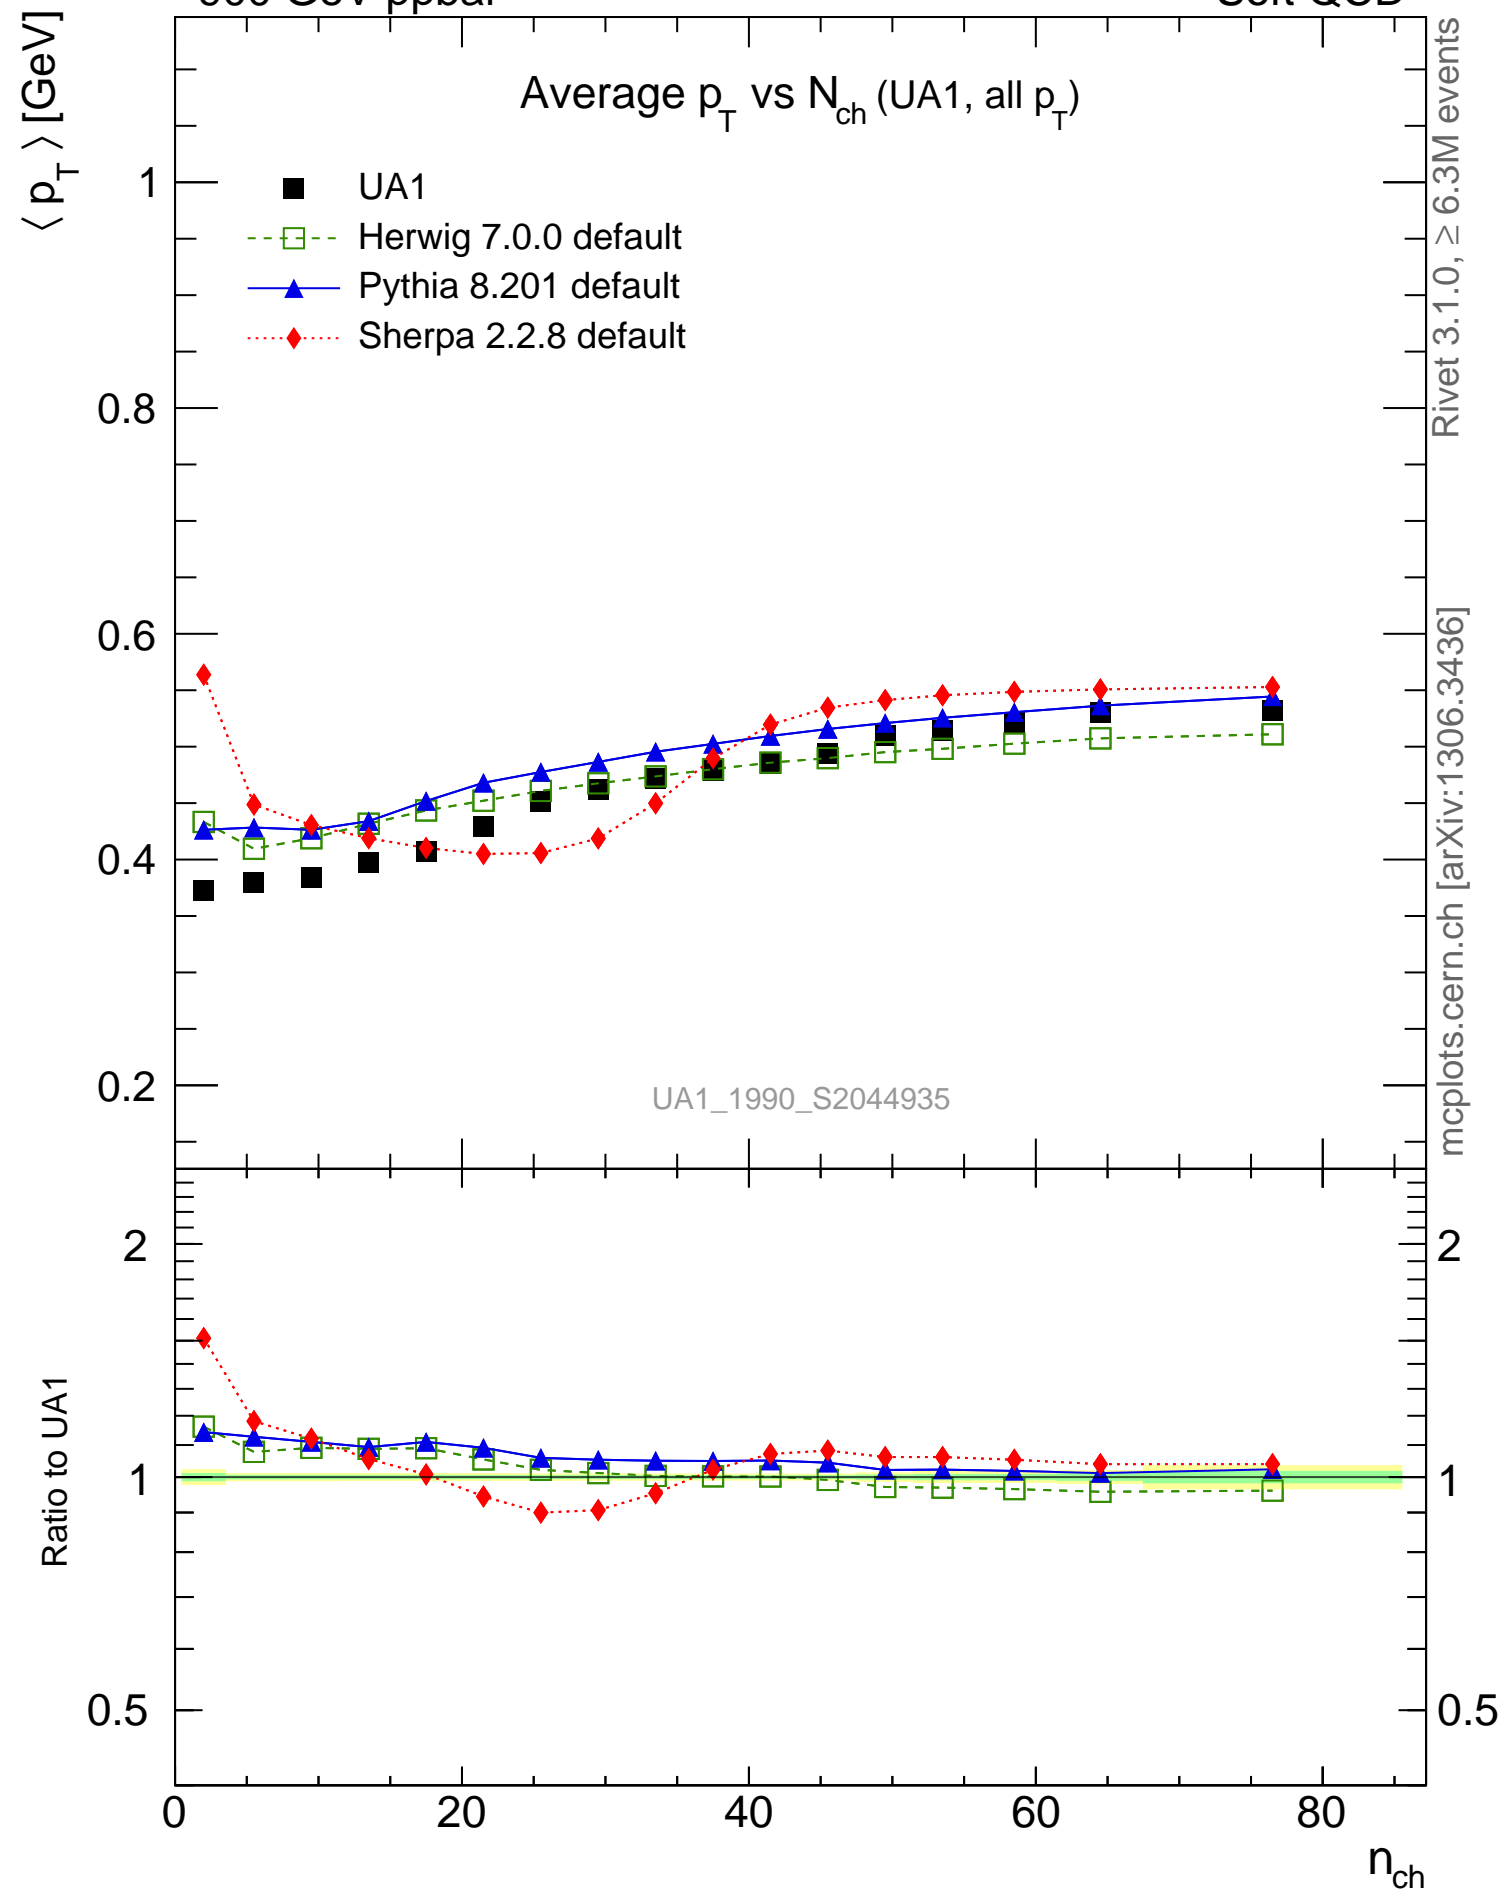 ⟨ p_T ⟩ [GeV]
Average p_T vs N_ch (UA1, all p_T)
UA1
Herwig 7.0.0 default
Pythia 8.201 default
Sherpa 2.2.8 default
1
0.8
0.6
0.4
0.2
UA1_1990_S2044935
Rivet 3.1.0, ≥ 6.3M events
mcplots.cern.ch [arXiv:1306.3436]
Ratio to UA1
2
1
0.5
2
1
0.5
0 20 40 60 80
n_ch